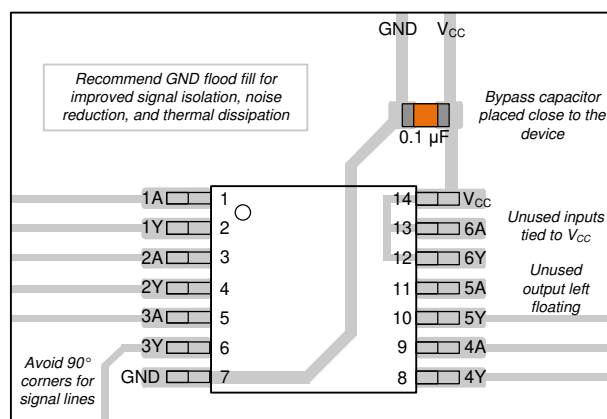 GND V_CC
Recommend GND flood fill for
improved signal isolation, noise
reduction, and thermal dissipation
Bypass capacitor
placed close to the
device
0.1 µF
1A 1 14 V_CC
1Y 2 13 6A
Unused inputs
tied to V_CC
2A 3 12 6Y
2Y 4 11 5A
Unused
output left
floating
3A 5 10 5Y
3Y 6 9 4A
Avoid 90°
corners for
signal lines
GND 7 8 4Y